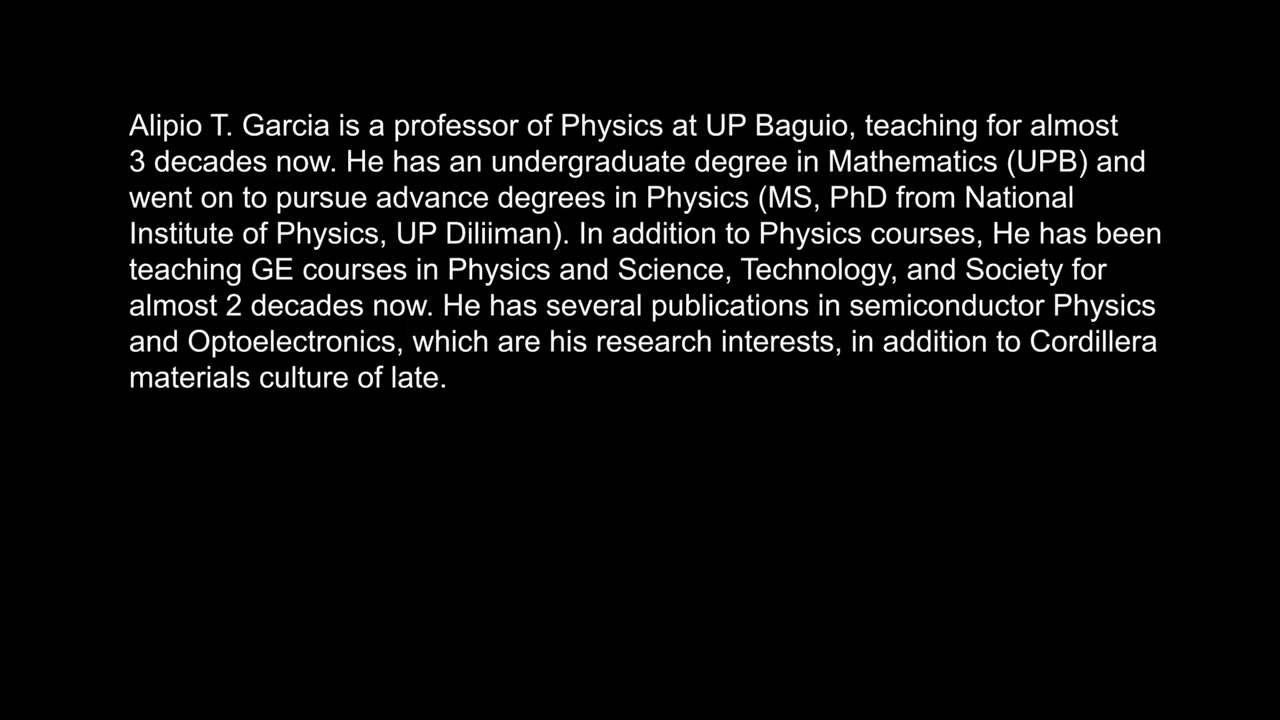 Alipio T. Garcia is a professor of Physics at UP Baguio, teaching for almost
3 decades now. He has an undergraduate degree in Mathematics (UPB) and
went on to pursue advance degrees in Physics (MS, PhD from National
Institute of Physics, UP Diliiman). In addition to Physics courses, He has been
teaching GE courses in Physics and Science, Technology, and Society for
almost 2 decades now. He has several publications in semiconductor Physics
and Optoelectronics, which are his research interests, in addition to Cordillera
materials culture of late.